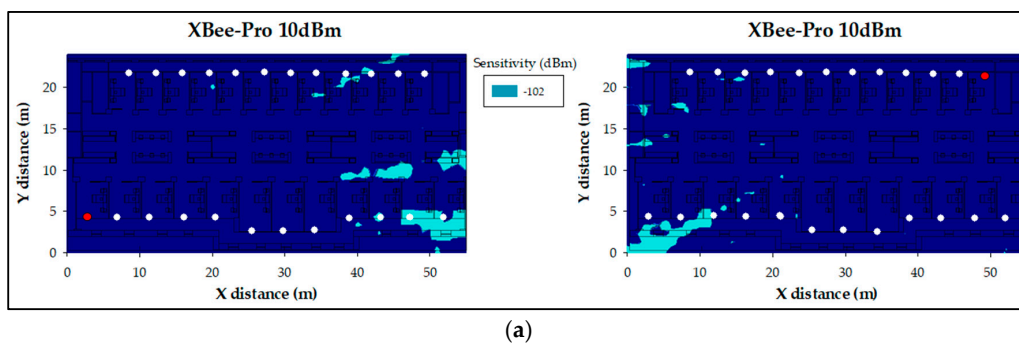 XBee-Pro 10dBm
Y distance (m)
20
15
10
5
0
0 10 20 30 40 50
X distance (m)
Sensitivity (dBm)
-102
XBee-Pro 10dBm
Y distance (m)
20
15
10
5
0
0 10 20 30 40 50
X distance (m)
(a)